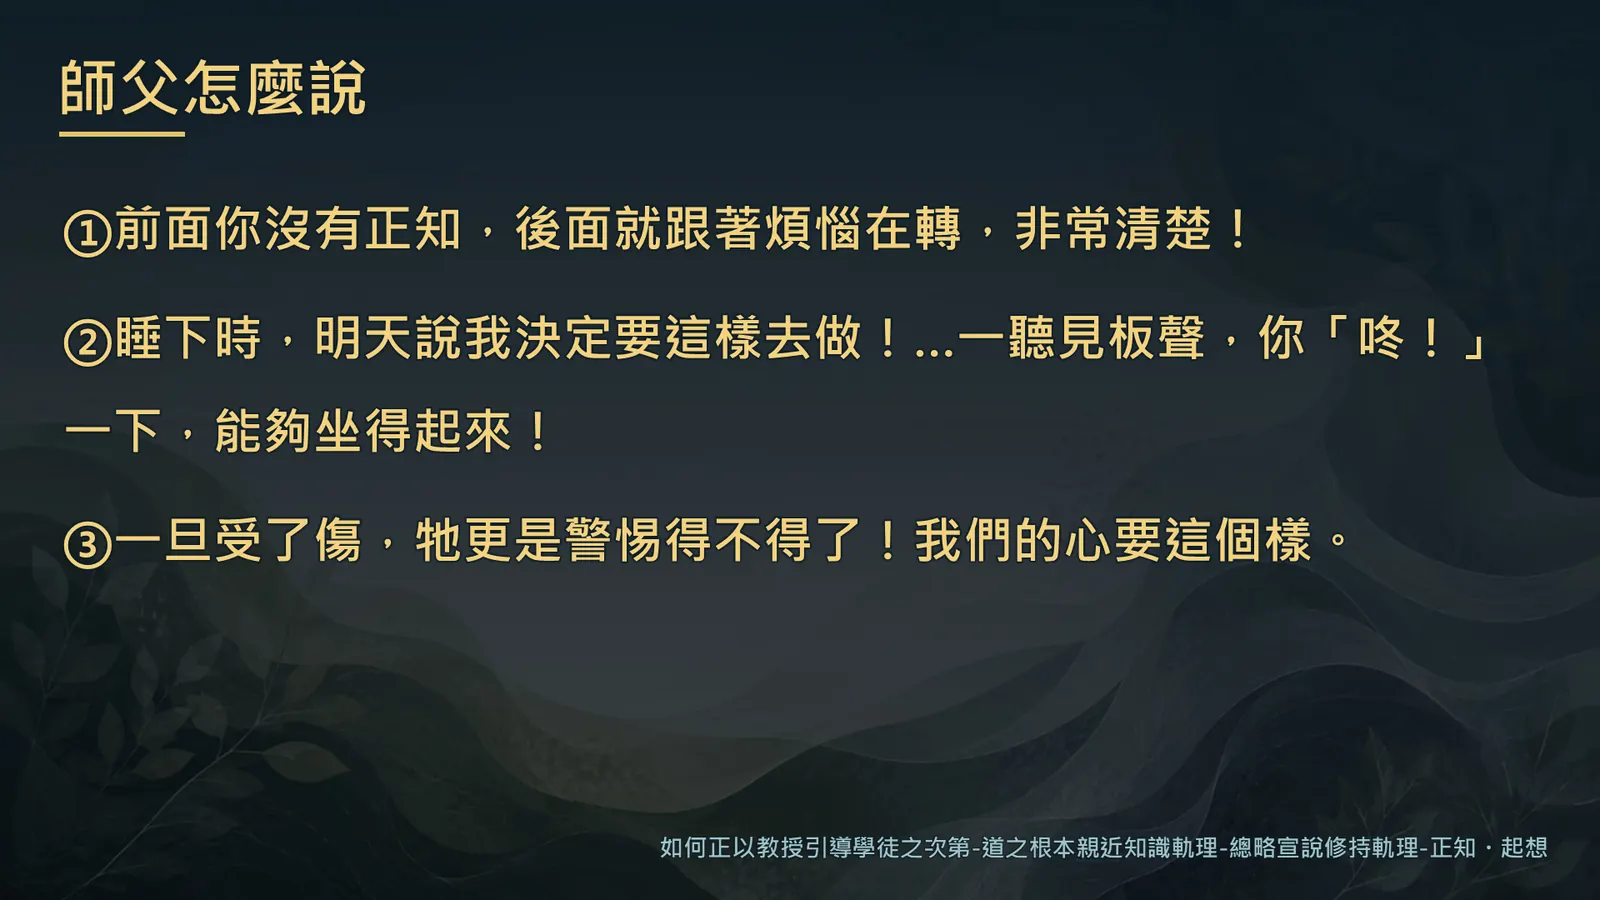 師父怎麼說
①前面你沒有正知，後面就跟著煩惱在轉，非常清楚！
②睡下時，明天說我決定要這樣去做！…一聽見板聲，你「咚！」
一下，能夠坐得起來！
③一旦受了傷，牠更是警惕得不得了！我們的心要這個樣。
如何正以教授引導學徒之次第-道之根本親近知識軌理-總略宣說修持軌理-正知．起想